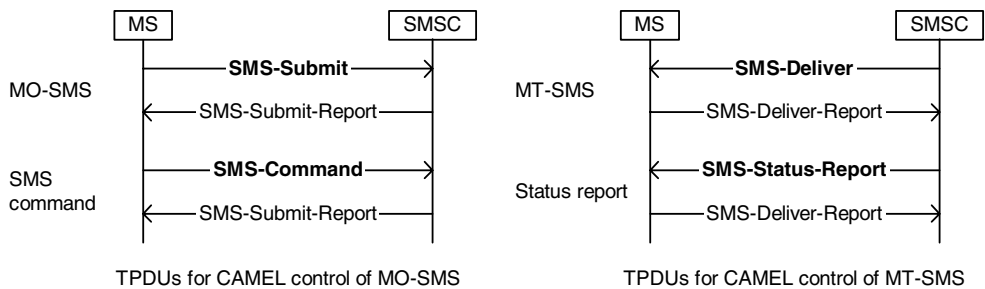 MS SMSC MS SMSC
SMS-Submit SMS-Deliver
MO-SMS MT-SMS
SMS-Submit-Report SMS-Deliver-Report
SMS-Command SMS-Status-Report
SMS
command
Status report
SMS-Submit-Report SMS-Deliver-Report
TPDUs for CAMEL control of MO-SMS TPDUs for CAMEL control of MT-SMS